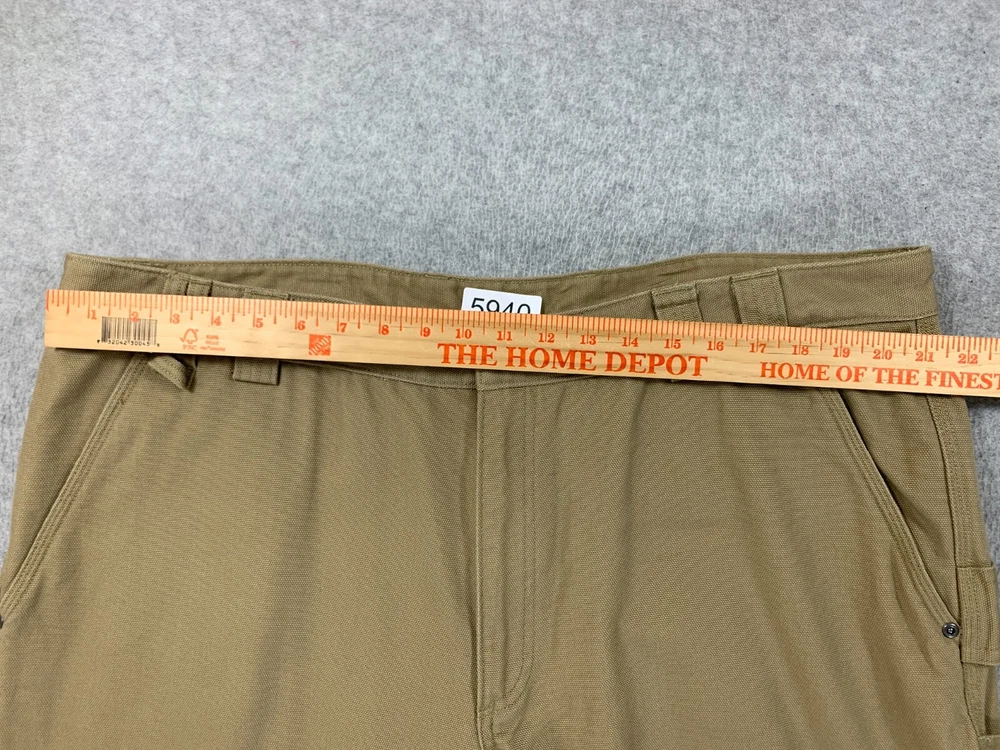 5940
1 2 3 4 5 6 7 8 9 10 11 12 13 14 15 16 17 18 19 20 21 22
FSC
THE HOME DEPOT
HOME OF THE FINEST